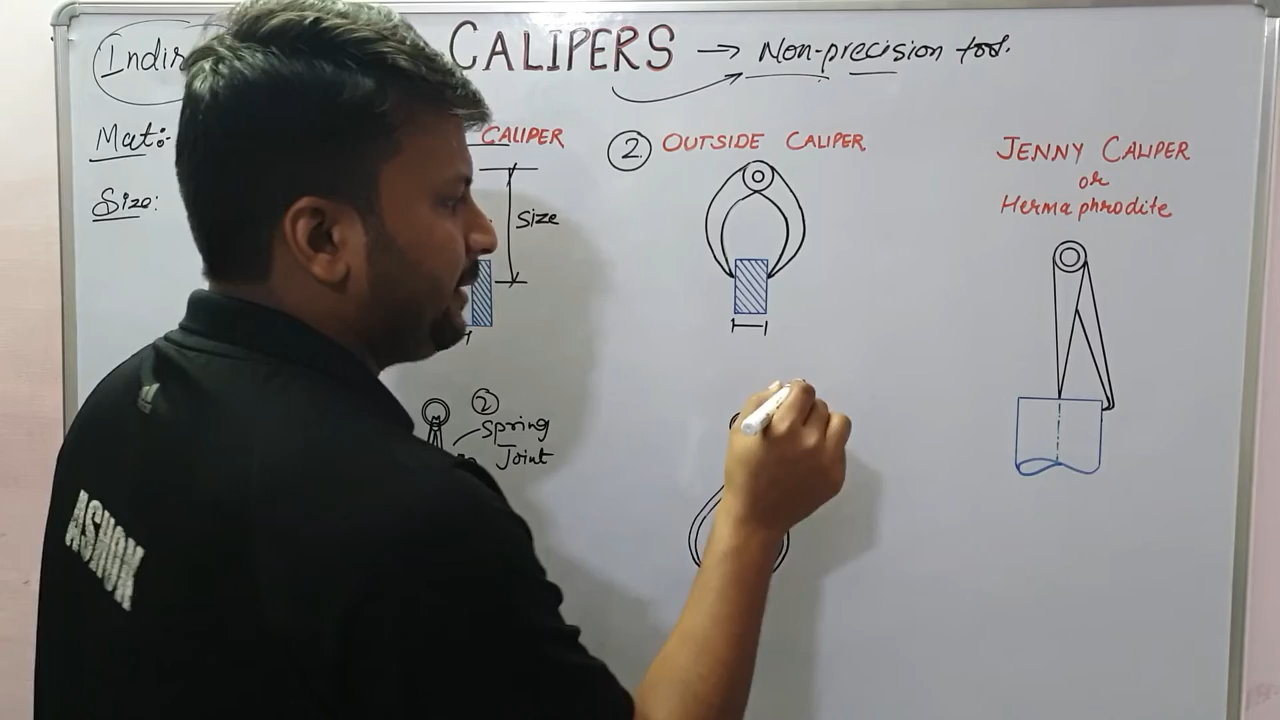 CALIPERS → Non-precision tool.
Mat:-
Size:
CALIPER
Size
② Spring
Joint
② OUTSIDE CALIPER
JENNY CALIPER
or
Hermaphrodite
ASHOK